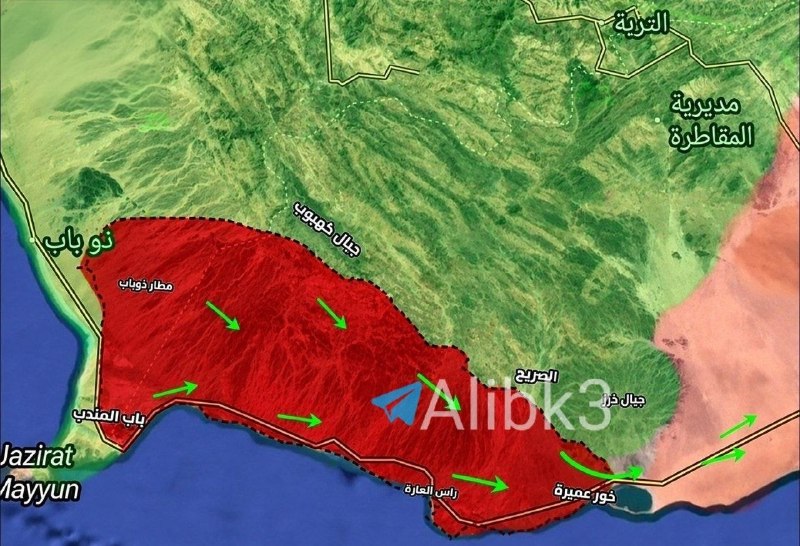 التربة
مديرية
المقاطرة
ذو باب
جبال كهبوب
مطار ذوباب
الصريح
جبال خرز
Alibk3
باب المندب
Jazirat
Mayyun
راس العارة
خور عميرة